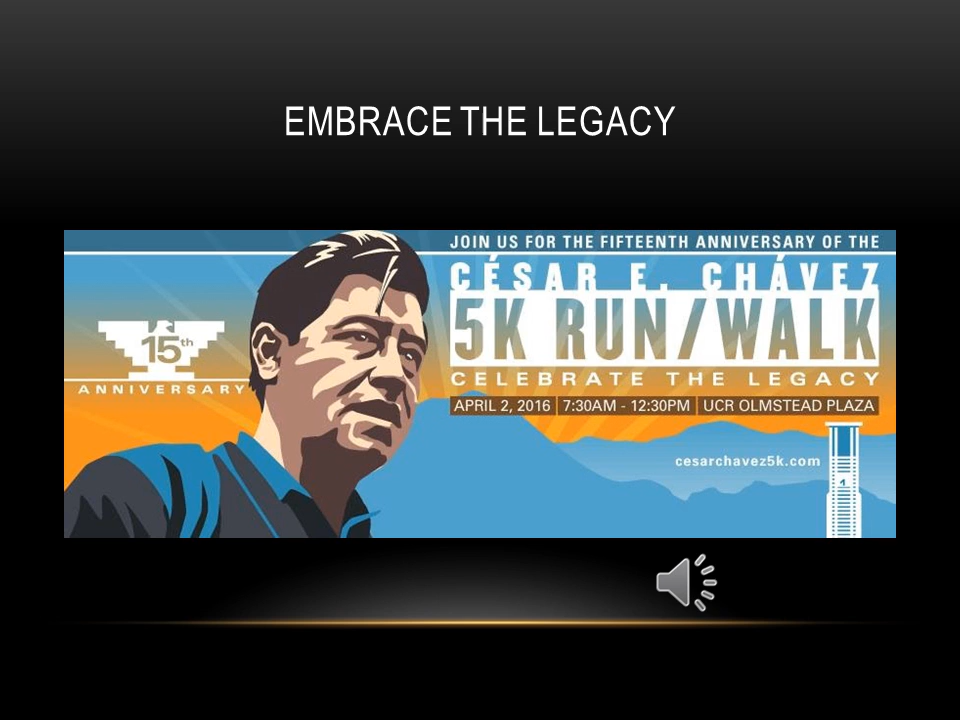 EMBRACE THE LEGACY
JOIN US FOR THE FIFTEENTH ANNIVERSARY OF THE
CÉSAR E. CHÁVEZ
5K RUN/WALK
CELEBRATE THE LEGACY
APRIL 2, 2016 | 7:30AM - 12:30PM | UCR OLMSTEAD PLAZA
15th
ANNIVERSARY
cesarchavez5k.com
1